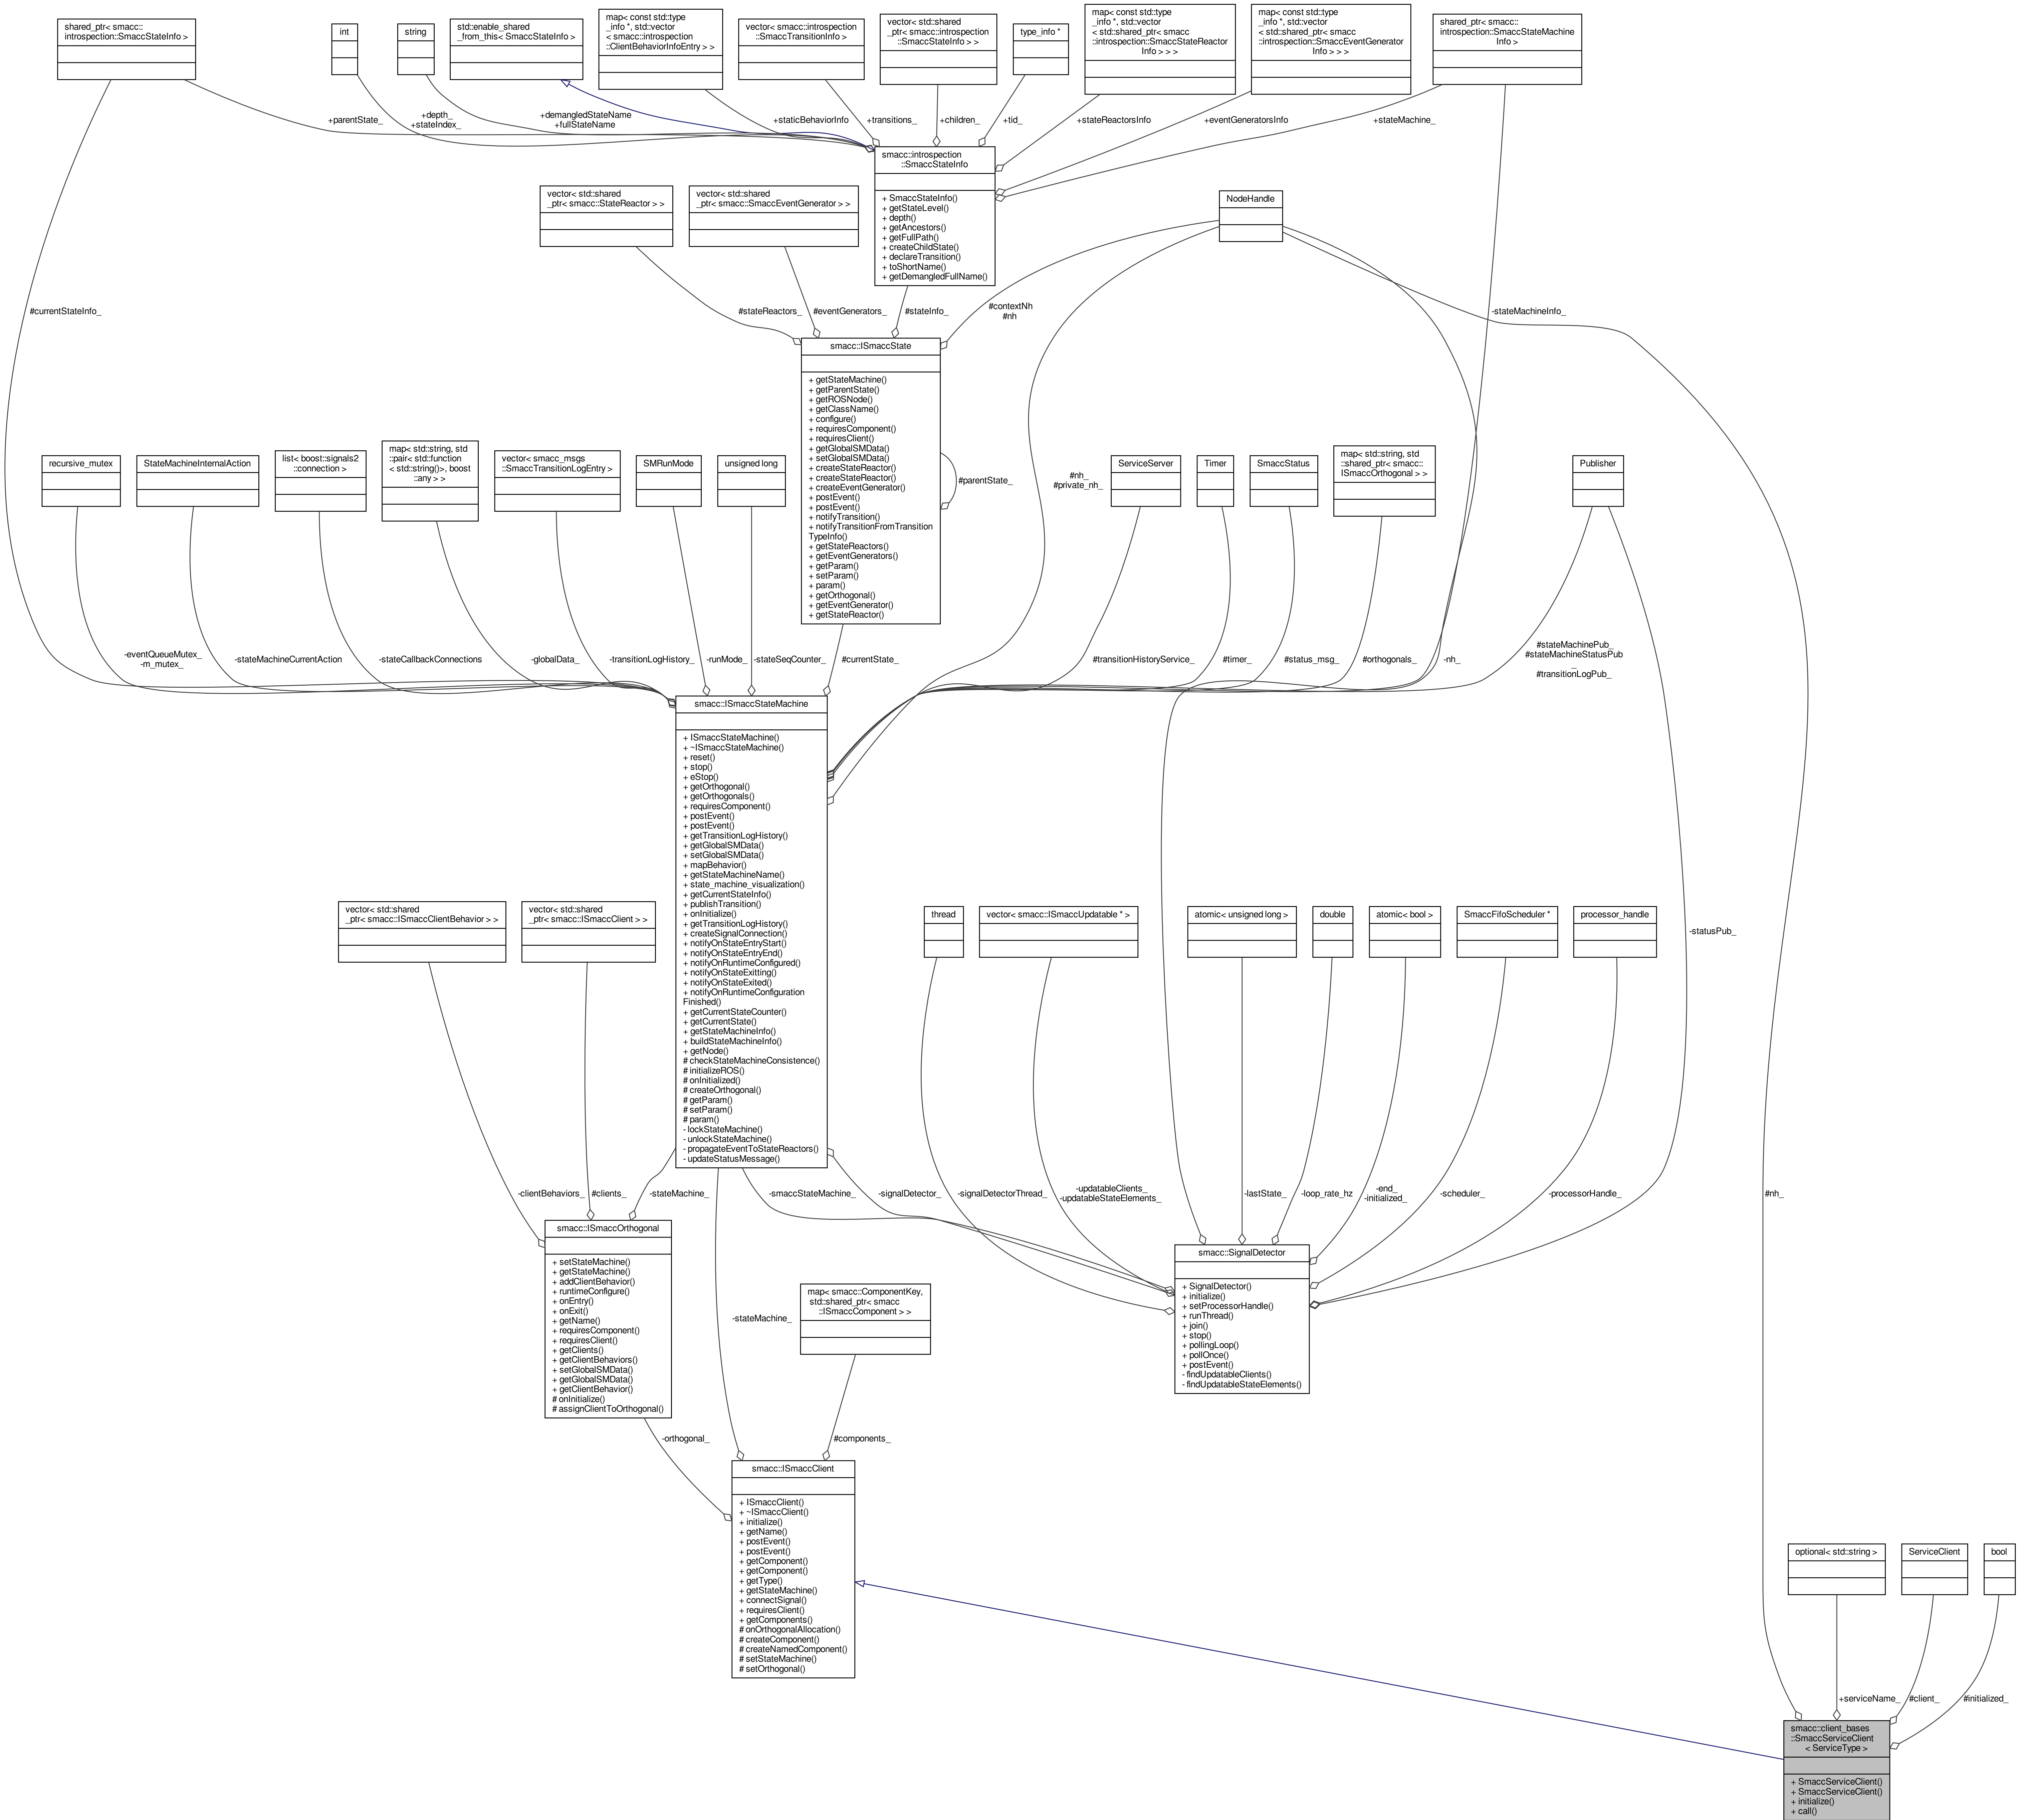 shared_ptr< smacc::
introspection::SmaccStateInfo >
int
string
std::enable_shared
_from_this< SmaccStateInfo >
map< const std::type
_info *, std::vector
< smacc::introspection
::ClientBehaviorInfoEntry > >
vector< smacc::introspection
::SmaccTransitionInfo >
vector< std::shared
_ptr< smacc::introspection
::SmaccStateInfo > >
type_info *
map< const std::type
_info *, std::vector
< std::shared_ptr< smacc
::introspection::SmaccStateReactor
Info > > >
map< const std::type
_info *, std::vector
< std::shared_ptr< smacc
::introspection::SmaccEventGenerator
Info > > >
shared_ptr< smacc::
introspection::SmaccStateMachine
Info >
+parentState_
+depth_
+stateIndex_
+demangledStateName
+fullStateName
+staticBehaviorInfo
+transitions_
+children_
+tid_
+stateReactorsInfo
+eventGeneratorsInfo
+stateMachine_
smacc::introspection
::SmaccStateInfo
+ SmaccStateInfo()
+ getStateLevel()
+ depth()
+ getAncestors()
+ getFullPath()
+ createChildState()
+ declareTransition()
+ toShortName()
+ getDemangledFullName()
vector< std::shared
_ptr< smacc::StateReactor > >
vector< std::shared
_ptr< smacc::SmaccEventGenerator > >
NodeHandle
#currentStateInfo_
#stateReactors_
#eventGenerators_
#stateInfo_
#contextNh
#nh
-stateMachineInfo_
smacc::ISmaccState
+ getStateMachine()
+ getParentState()
+ getROSNode()
+ getClassName()
+ configure()
+ requiresComponent()
+ requiresClient()
+ getGlobalSMData()
+ setGlobalSMData()
+ createStateReactor()
+ createStateReactor()
+ createEventGenerator()
+ postEvent()
+ postEvent()
+ notifyTransition()
+ notifyTransitionFromTransition
TypeInfo()
+ getStateReactors()
+ getEventGenerators()
+ getParam()
+ setParam()
+ param()
+ getOrthogonal()
+ getEventGenerator()
+ getStateReactor()
#parentState_
#nh_
#private_nh_
recursive_mutex
StateMachineInternalAction
list< boost::signals2
::connection >
map< std::string, std
::pair< std::function
< std::string()>, boost
::any > >
vector< smacc_msgs
::SmaccTransitionLogEntry >
SMRunMode
unsigned long
ServiceServer
Timer
SmaccStatus
map< std::string, std
::shared_ptr< smacc::
ISmaccOrthogonal > >
Publisher
-eventQueueMutex_
-m_mutex_
-stateMachineCurrentAction
-stateCallbackConnections
-globalData_
-transitionLogHistory_
-runMode_
-stateSeqCounter_
#currentState_
#transitionHistoryService_
#timer_
#status_msg_
#orthogonals_
-nh_
#stateMachinePub_
#stateMachineStatusPub
_
#transitionLogPub_
smacc::ISmaccStateMachine
+ ISmaccStateMachine()
+ ~ISmaccStateMachine()
+ reset()
+ stop()
+ eStop()
+ getOrthogonal()
+ getOrthogonals()
+ requiresComponent()
+ postEvent()
+ postEvent()
+ getTransitionLogHistory()
+ getGlobalSMData()
+ setGlobalSMData()
+ mapBehavior()
+ getStateMachineName()
+ state_machine_visualization()
+ getCurrentStateInfo()
+ publishTransition()
+ onInitialize()
+ getTransitionLogHistory()
+ createSignalConnection()
+ notifyOnStateEntryStart()
+ notifyOnStateEntryEnd()
+ notifyOnRuntimeConfigured()
+ notifyOnStateExitting()
+ notifyOnStateExited()
+ notifyOnRuntimeConfiguration
Finished()
+ getCurrentStateCounter()
+ getCurrentState()
+ getStateMachineInfo()
+ buildStateMachineInfo()
+ getNode()
# checkStateMachineConsistence()
# initializeROS()
# onInitialized()
# createOrthogonal()
# getParam()
# setParam()
# param()
- lockStateMachine()
- unlockStateMachine()
- propagateEventToStateReactors()
- updateStatusMessage()
vector< std::shared
_ptr< smacc::ISmaccClientBehavior > >
vector< std::shared
_ptr< smacc::ISmaccClient > >
thread
vector< smacc::ISmaccUpdatable * >
atomic< unsigned long >
double
atomic< bool >
SmaccFifoScheduler *
processor_handle
-statusPub_
-clientBehaviors_
#clients_
-stateMachine_
-smaccStateMachine_
-signalDetector_
-signalDetectorThread_
-updatableClients_
-updatableStateElements_
-lastState_
-loop_rate_hz
-end_
-initialized_
-scheduler_
-processorHandle_
#nh_
smacc::ISmaccOrthogonal
+ setStateMachine()
+ getStateMachine()
+ addClientBehavior()
+ runtimeConfigure()
+ onEntry()
+ onExit()
+ getName()
+ requiresComponent()
+ requiresClient()
+ getClients()
+ getClientBehaviors()
+ setGlobalSMData()
+ getGlobalSMData()
+ getClientBehavior()
# onInitialize()
# assignClientToOrthogonal()
smacc::SignalDetector
+ SignalDetector()
+ initialize()
+ setProcessorHandle()
+ runThread()
+ join()
+ stop()
+ pollingLoop()
+ pollOnce()
+ postEvent()
- findUpdatableClients()
- findUpdatableStateElements()
-stateMachine_
map< smacc::ComponentKey,
std::shared_ptr< smacc
::ISmaccComponent > >
-orthogonal_
#components_
smacc::ISmaccClient
+ ISmaccClient()
+ ~ISmaccClient()
+ initialize()
+ getName()
+ postEvent()
+ postEvent()
+ getComponent()
+ getComponent()
+ getType()
+ getStateMachine()
+ connectSignal()
+ requiresClient()
+ getComponents()
# onOrthogonalAllocation()
# createComponent()
# createNamedComponent()
# setStateMachine()
# setOrthogonal()
optional< std::string >
ServiceClient
bool
+serviceName_
#client_
#initialized_
smacc::client_bases
::SmaccServiceClient
< ServiceType >
+ SmaccServiceClient()
+ SmaccServiceClient()
+ initialize()
+ call()